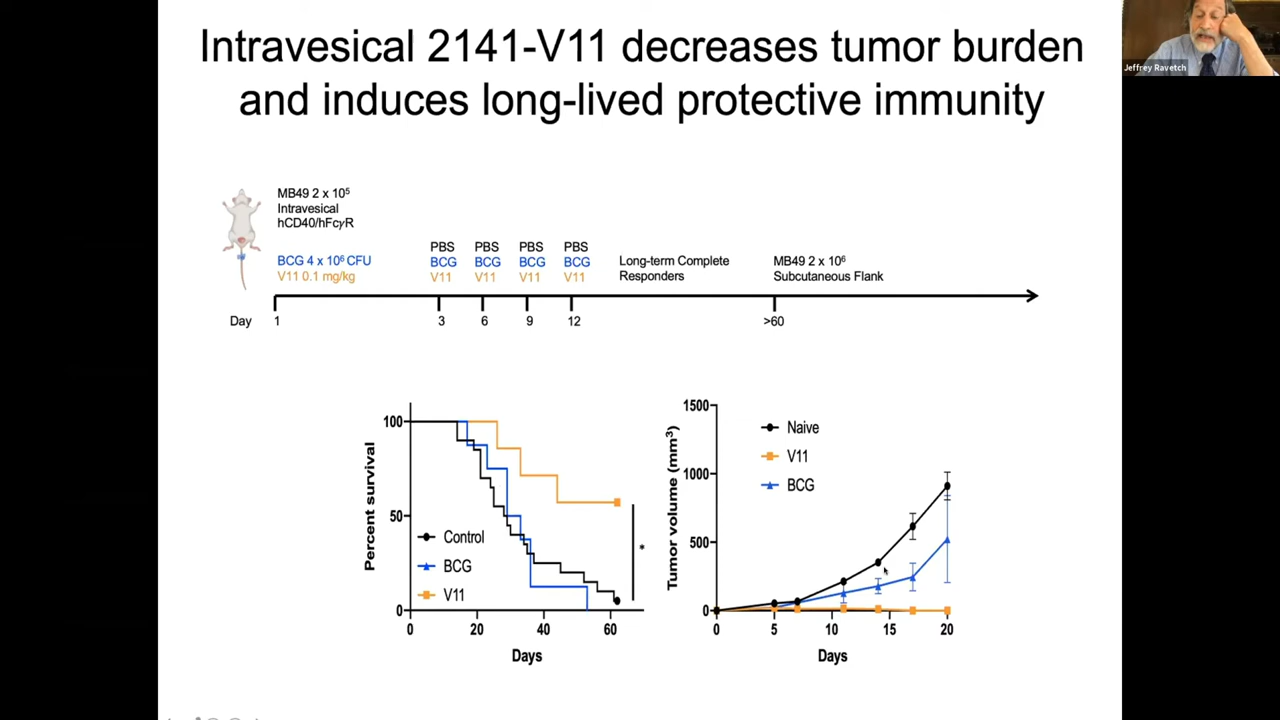 Intravesical 2141-V11 decreases tumor burden
and induces long-lived protective immunity
Jeffrey Ravetch
MB49 2 x 10⁵
Intravesical
hCD40/hFcγR
BCG 4 x 10⁶ CFU
V11 0.1 mg/kg
PBS PBS PBS PBS
BCG BCG BCG BCG
V11 V11 V11 V11
Long-term Complete
Responders
MB49 2 x 10⁶
Subcutaneous Flank
Day 1 3 6 9 12 >60
Percent survival
100
50
0
Control
BCG
V11
*
0 20 40 60
Days
Tumor volume (mm³)
1500
1000
500
0
Naive
V11
BCG
0 5 10 15 20
Days